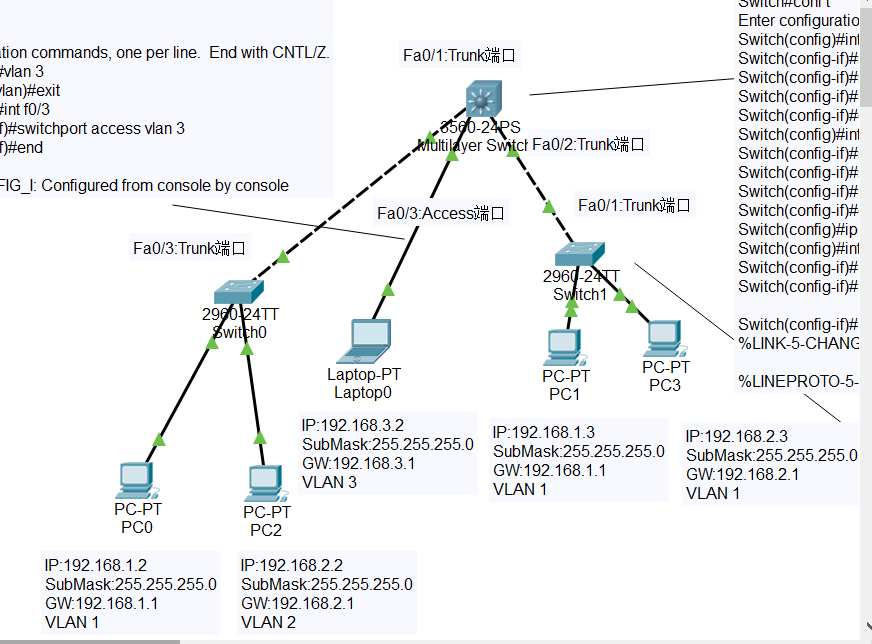 ation commands, one per line.  End with CNTL/Z.
#vlan 3
vlan)#exit
#int f0/3
f)#switchport access vlan 3
f)#end
FIG_I: Configured from console by console
Fa0/1:Trunk端口
3560-24PS
Multilayer Switch
Fa0/2:Trunk端口
Fa0/3:Access端口
Fa0/1:Trunk端口
Fa0/3:Trunk端口
2960-24TT
Switch0
2960-24TT
Switch1
Laptop-PT
Laptop0
PC-PT
PC1
PC-PT
PC3
IP:192.168.3.2
SubMask:255.255.255.0
GW:192.168.3.1
VLAN 3
IP:192.168.1.3
SubMask:255.255.255.0
GW:192.168.1.1
VLAN 1
IP:192.168.2.3
SubMask:255.255.255.0
GW:192.168.2.1
VLAN 1
PC-PT
PC0
PC-PT
PC2
IP:192.168.1.2
SubMask:255.255.255.0
GW:192.168.1.1
VLAN 1
IP:192.168.2.2
SubMask:255.255.255.0
GW:192.168.2.1
VLAN 2
Switch#conf t
Enter configuratio
Switch(config)#int
Switch(config-if)#
Switch(config-if)#
Switch(config-if)#
Switch(config-if)#
Switch(config)#int
Switch(config-if)#
Switch(config-if)#
Switch(config-if)#
Switch(config-if)#
Switch(config)#ip
Switch(config)#int
Switch(config-if)#
Switch(config-if)#
Switch(config-if)#
%LINK-5-CHANG
%LINEPROTO-5-